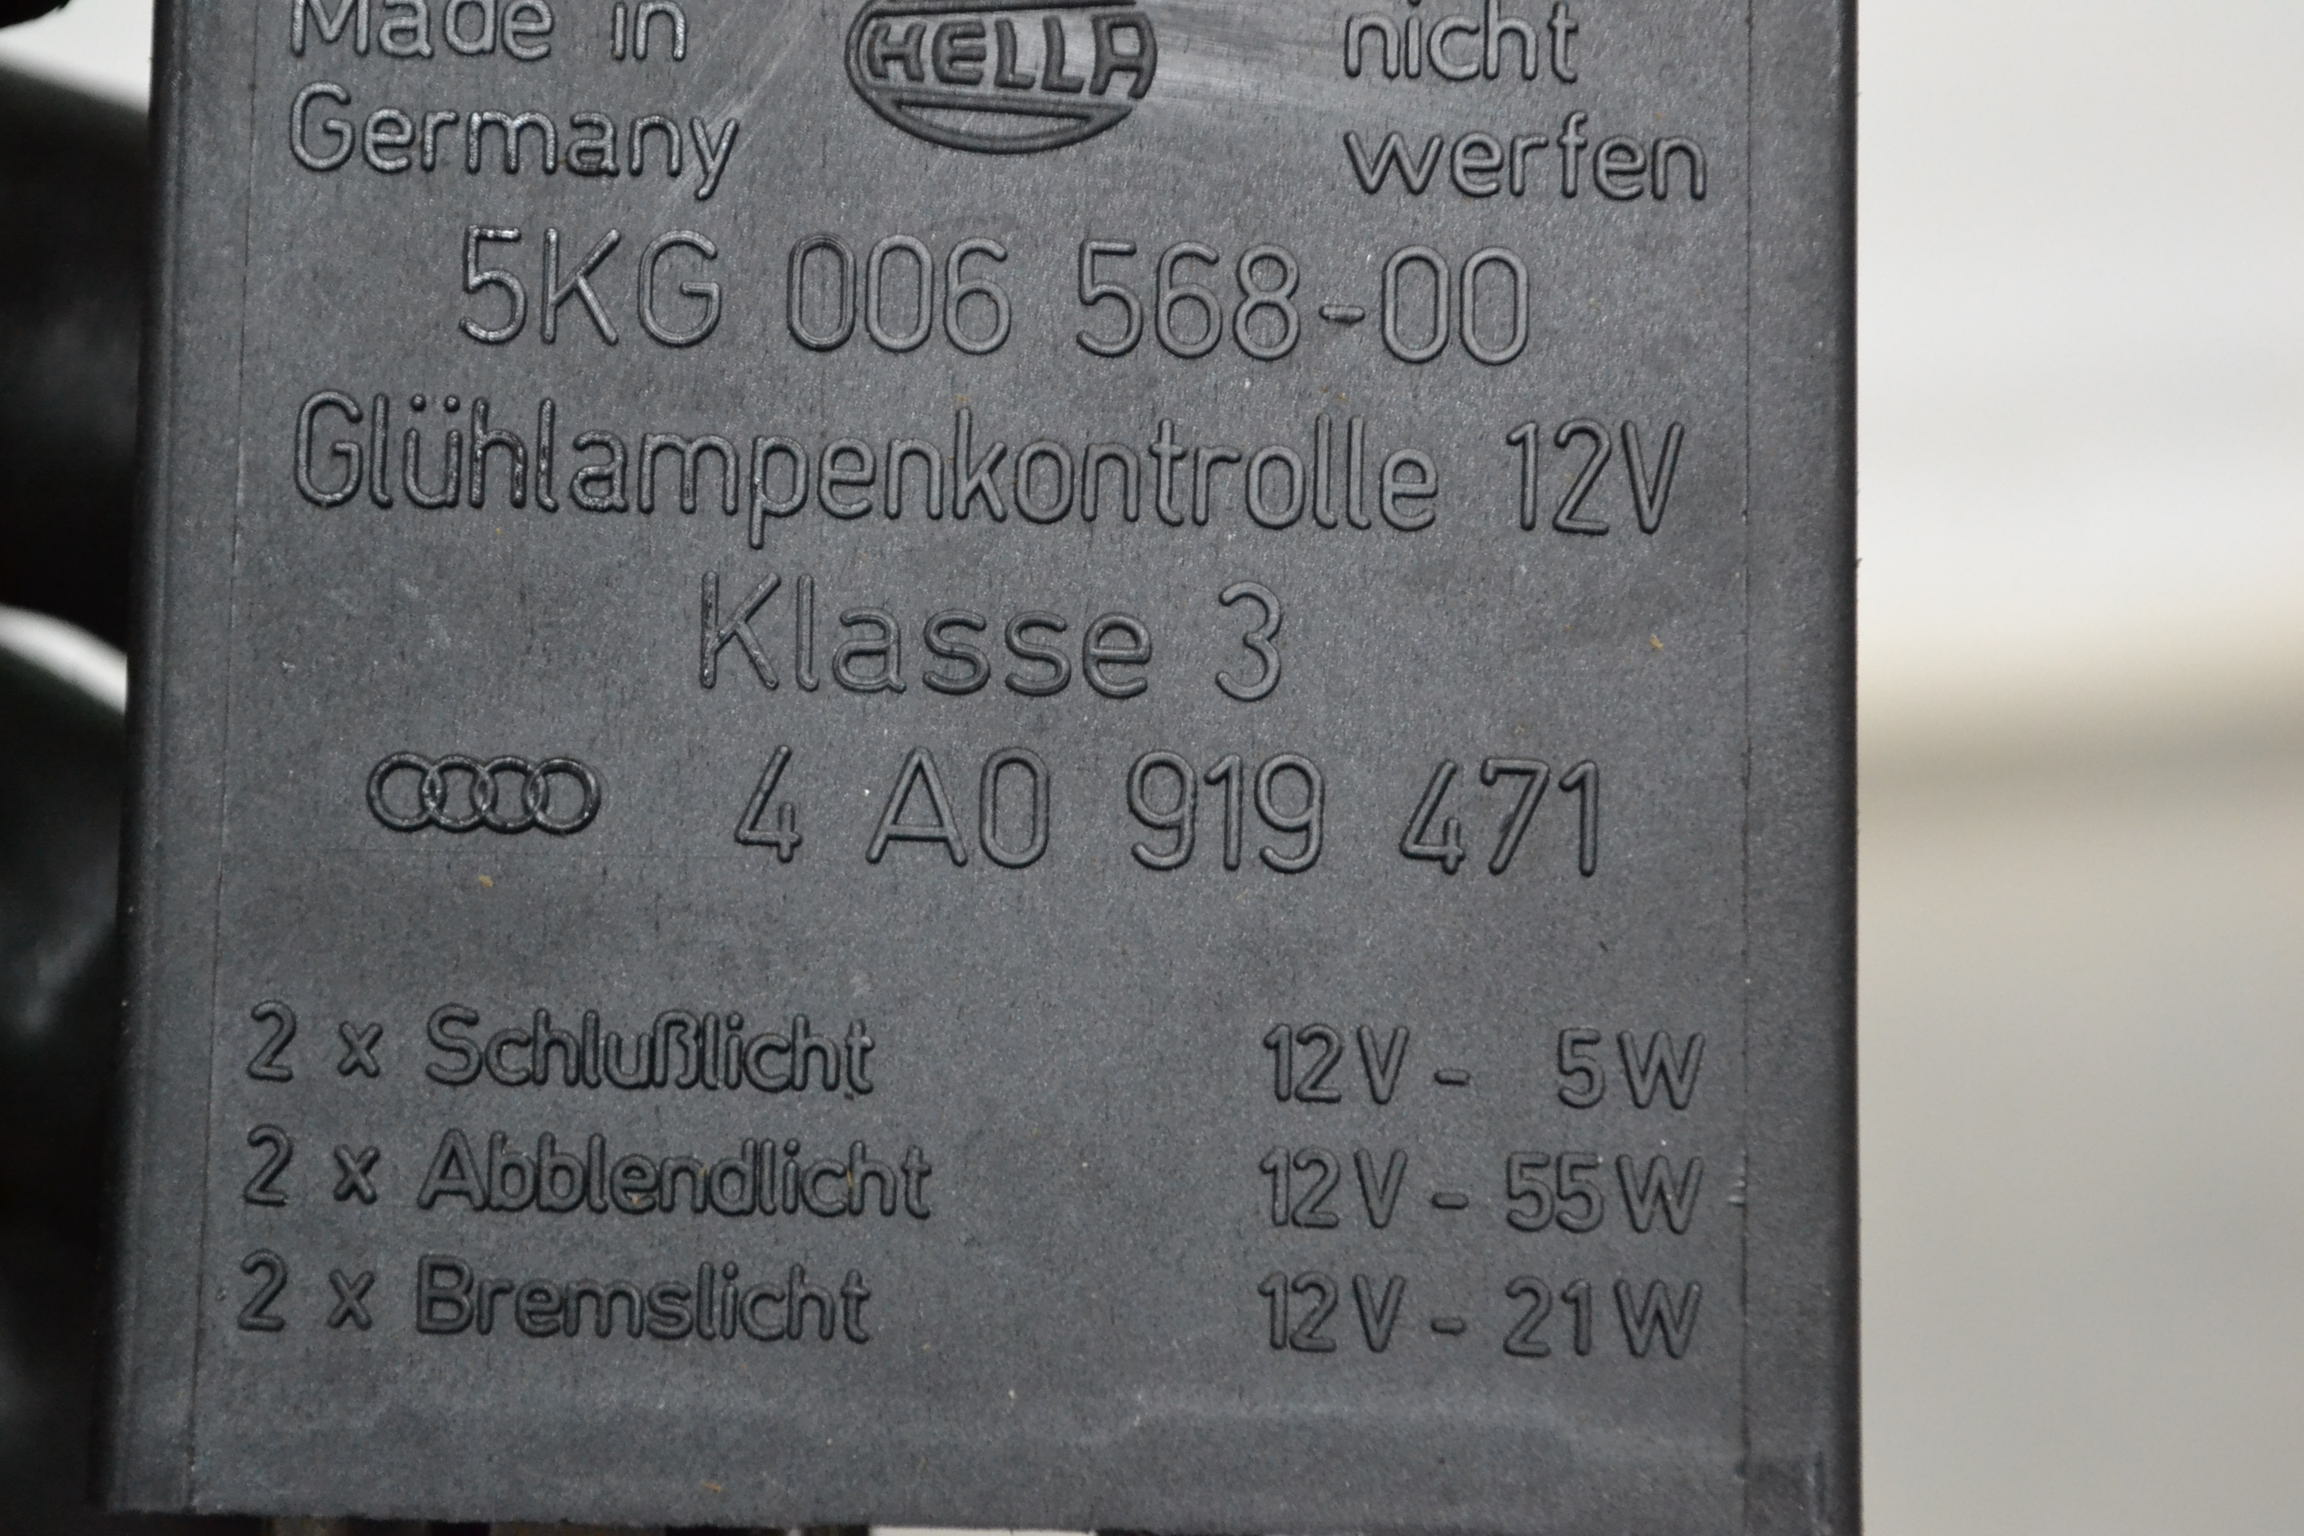 Made in HELLA nicht
Germany werfen
5KG 006 568-00
Glühlampenkontrolle 12V
Klasse 3
4 A0 919 471
2 x Schlußlicht 12V - 5W
2 x Abblendlicht 12V - 55W
2 x Bremslicht 12V - 21W